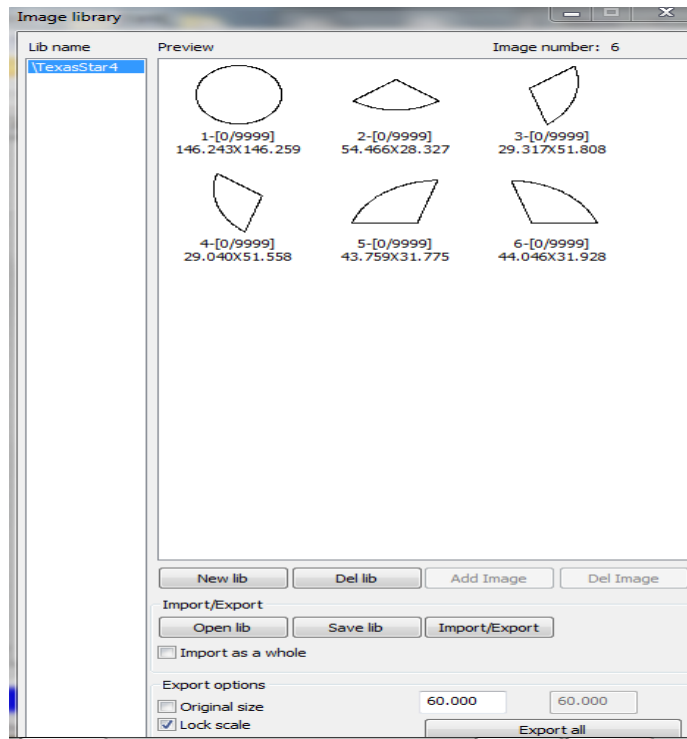 Image library
Lib name Preview Image number: 6
\TexasStar4
1-[0/9999] 2-[0/9999] 3-[0/9999]
146.243X146.259 54.466X28.327 29.317X51.808
4-[0/9999] 5-[0/9999] 6-[0/9999]
29.040X51.558 43.759X31.775 44.046X31.928
New lib Del lib Add Image Del Image
Import/Export
Open lib Save lib Import/Export
Import as a whole
Export options
Original size 60.000 60.000
Lock scale Export all